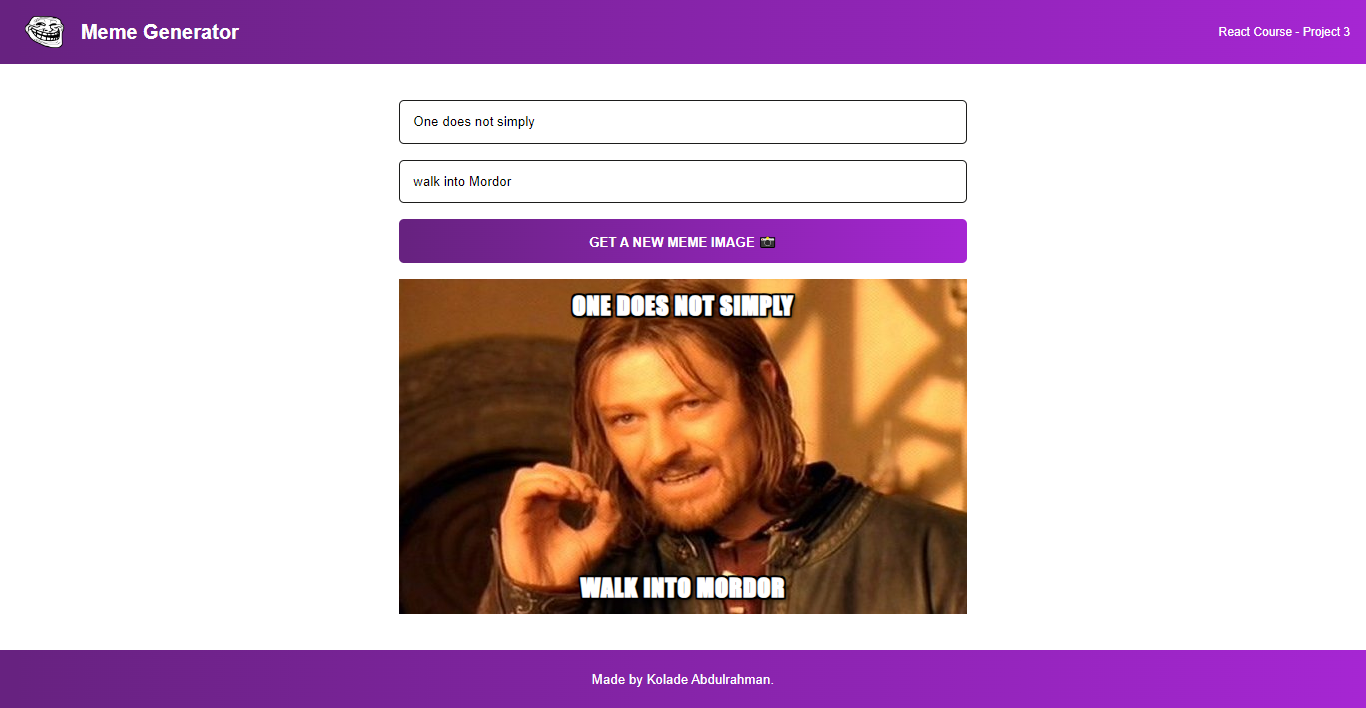 Meme Generator
React Course - Project 3
One does not simply
walk into Mordor
GET A NEW MEME IMAGE 📷
ONE DOES NOT SIMPLY
WALK INTO MORDOR
Made by Kolade Abdulrahman.